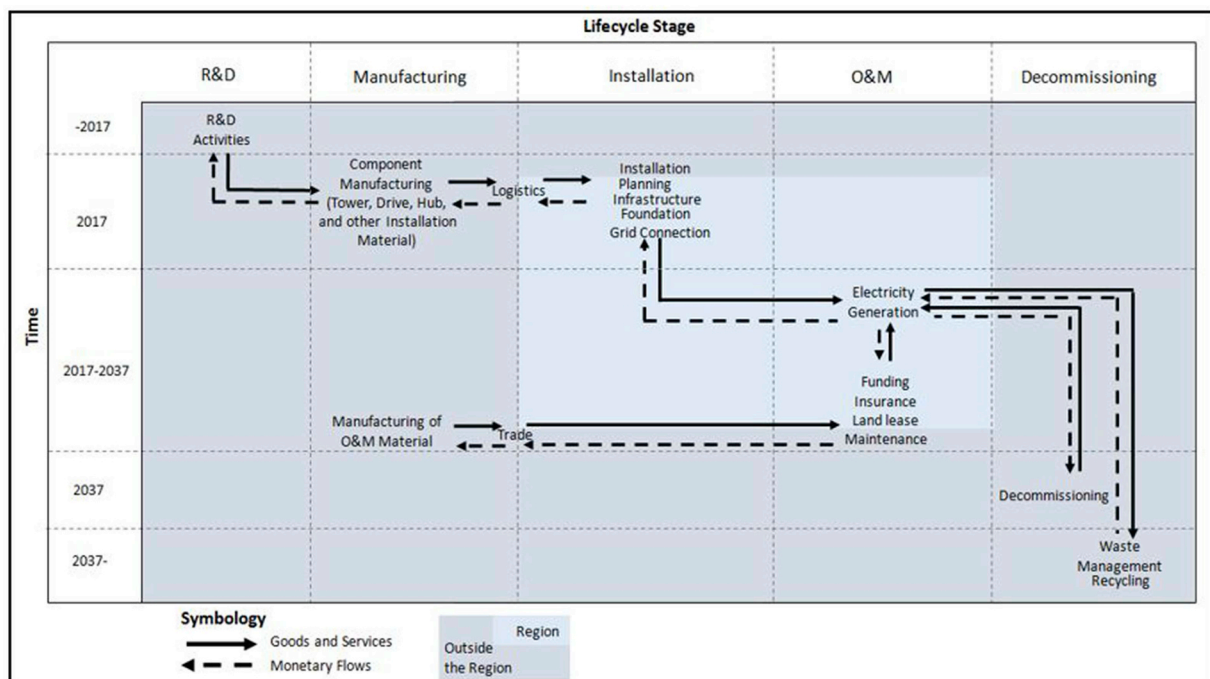 Lifecycle Stage
R&D
Manufacturing
Installation
O&M
Decommissioning
Time
-2017
R&D
Activities
2017
Component
Manufacturing
(Tower, Drive, Hub,
and other Installation
Material)
Logistics
Installation
Planning
Infrastructure
Foundation
Grid Connection
2017-2037
Electricity
Generation
Funding
Insurance
Land lease
Maintenance
Manufacturing of
O&M Material
Trade
2037
Decommissioning
2037-
Waste
Management
Recycling
Symbology
Goods and Services
Monetary Flows
Region
Outside
the Region